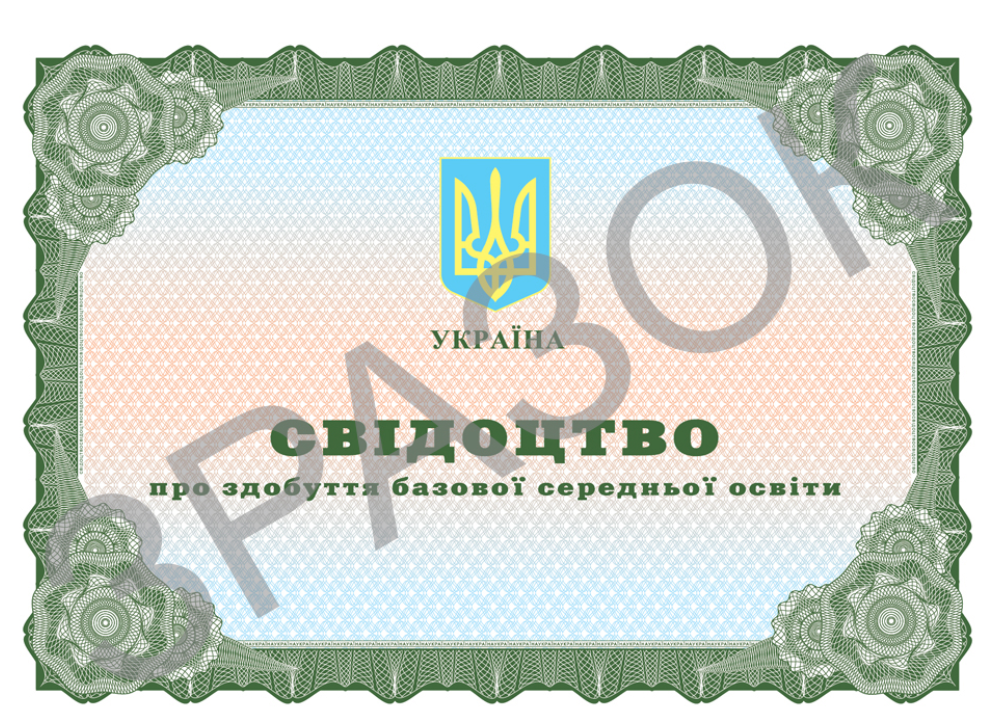 УКРАЇНА
СВІДОЦТВО
про здобуття базової середньої освіти
ЗРАЗОК